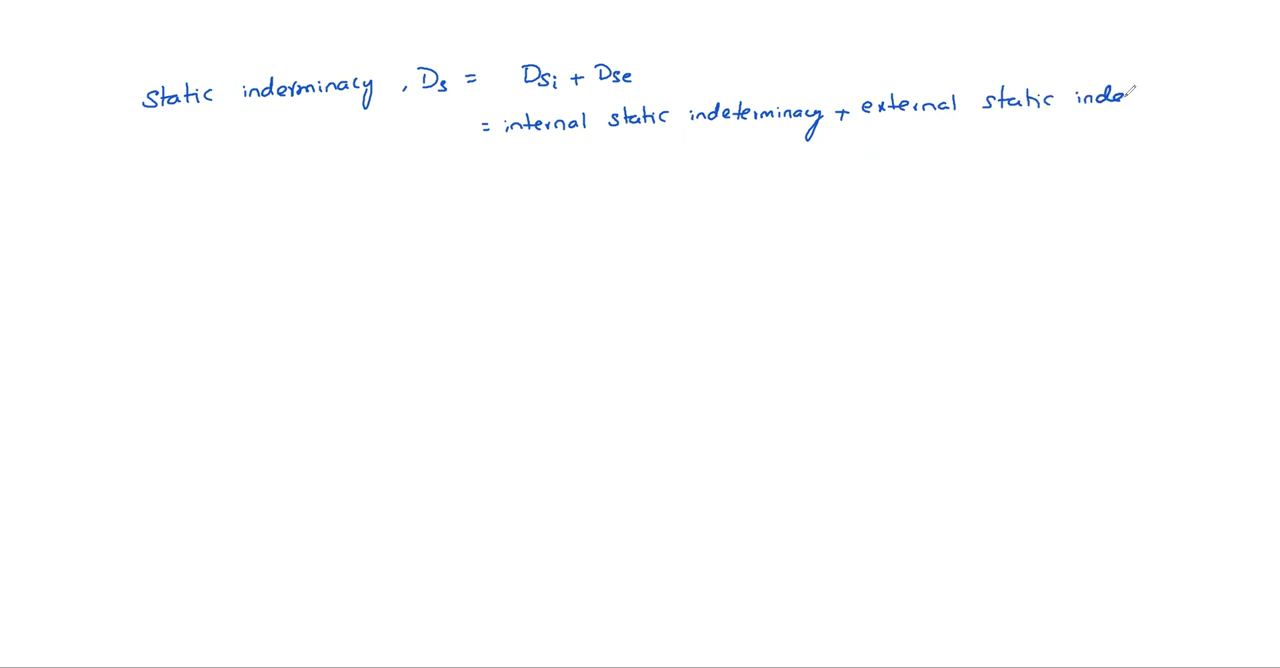 Static inderminacy, Ds = Dsi + Dse
= internal static indeterminacy + external static inde